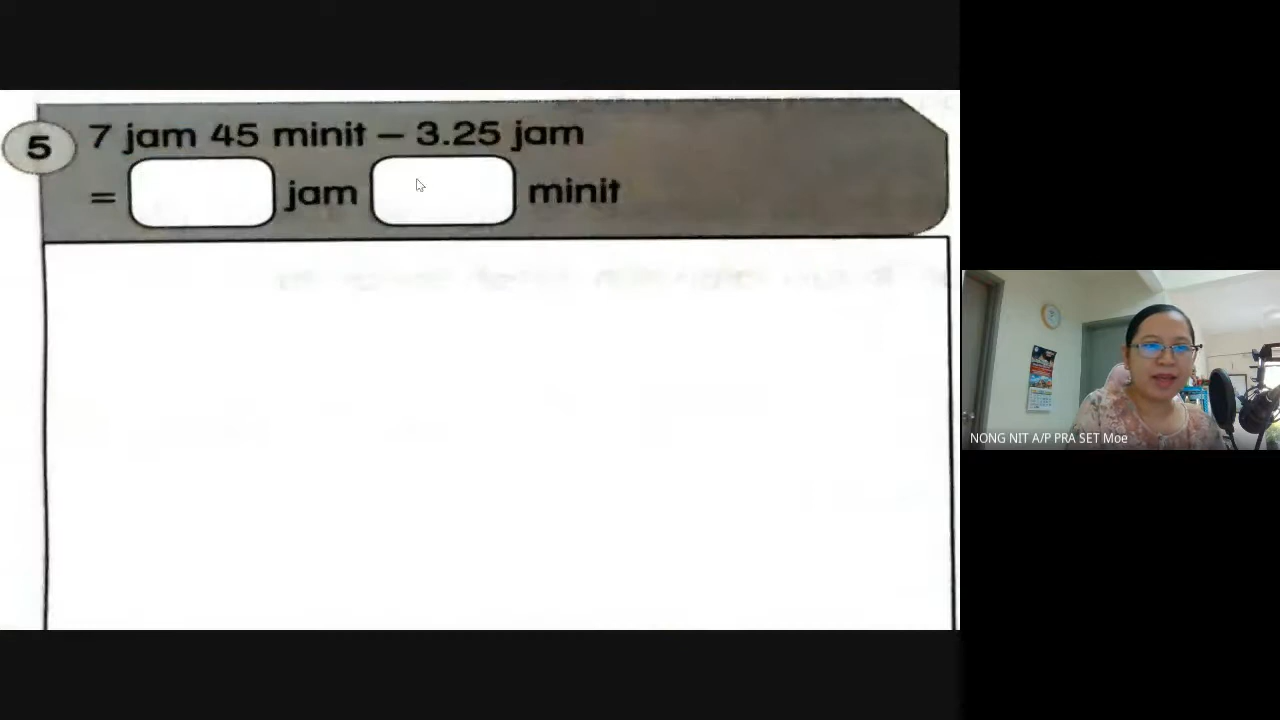 5
7 jam 45 minit – 3.25 jam
= jam minit
NONG NIT A/P PRA SET Moe